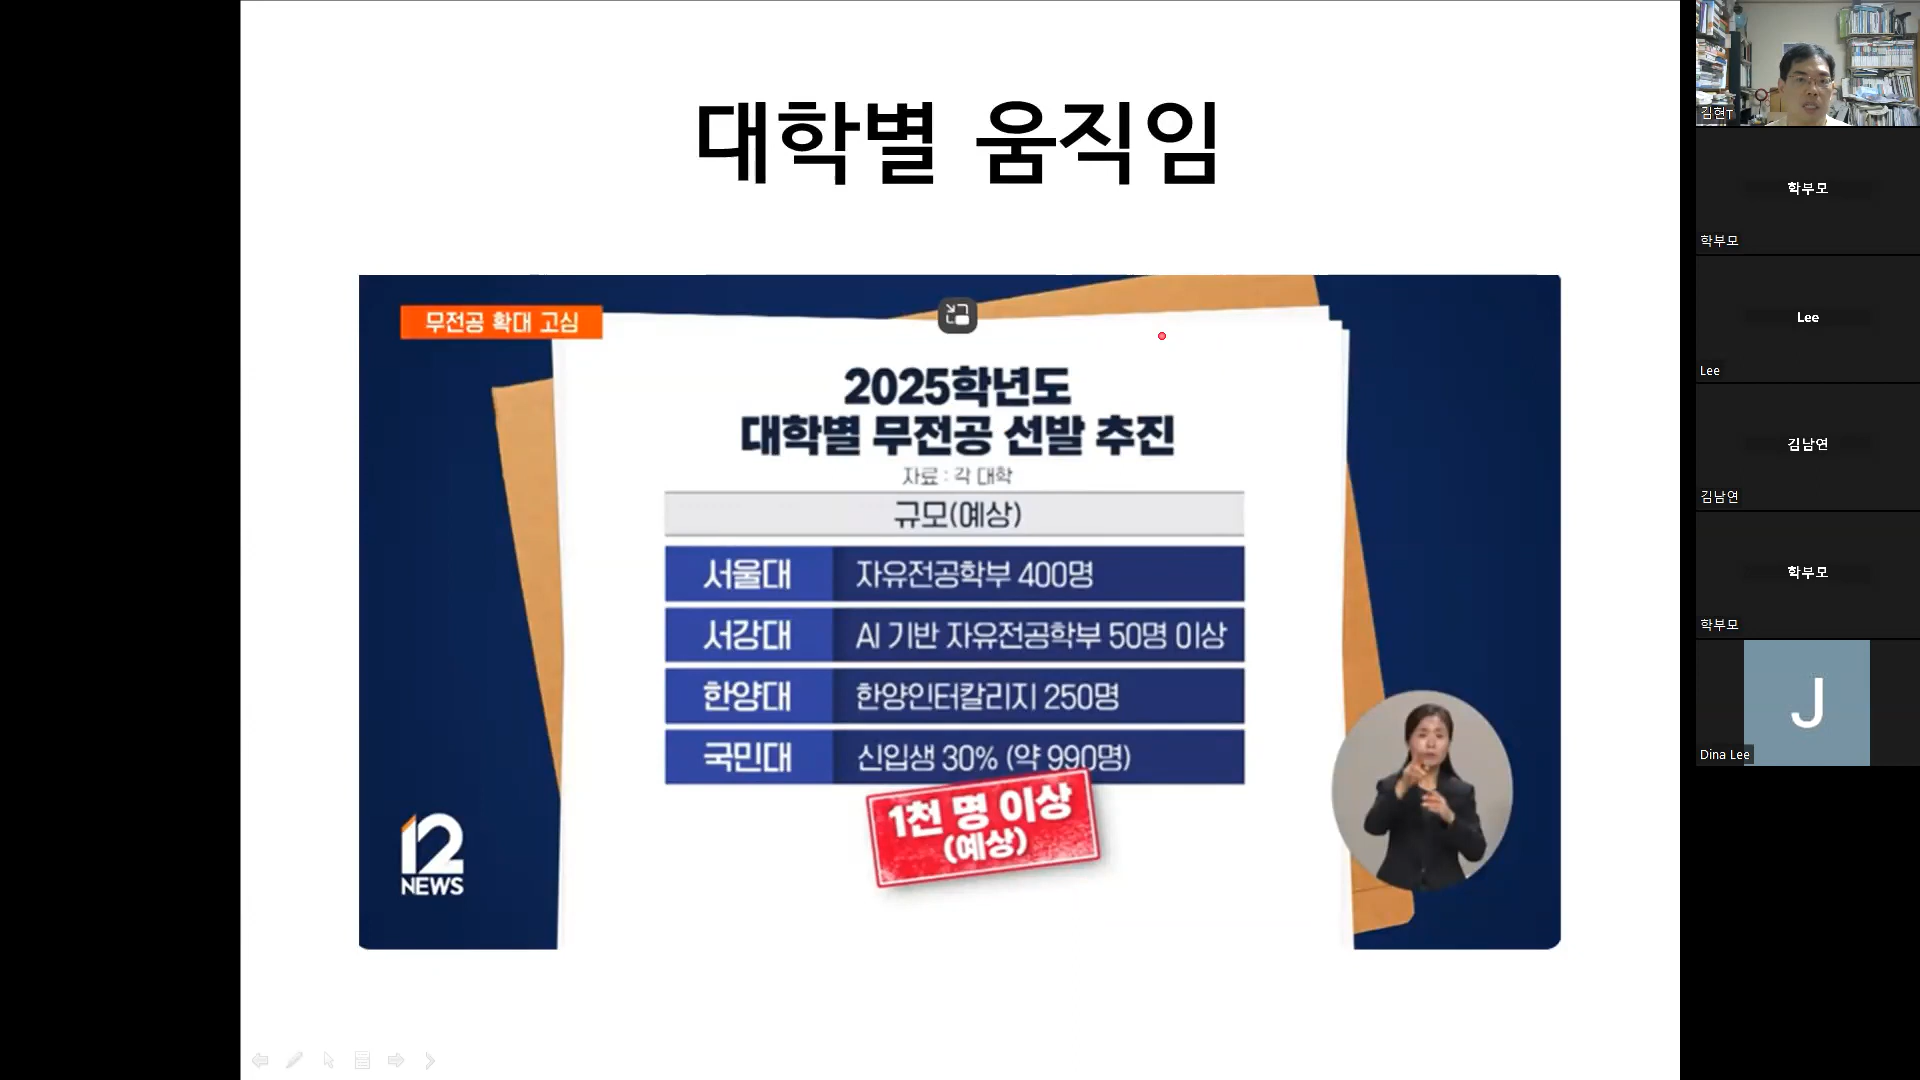 대학별 움직임
무전공 확대 고심
2025학년도
대학별 무전공 선발 추진
자료 : 각 대학
규모(예상)
서울대 자유전공학부 400명
서강대 AI 기반 자유전공학부 50명 이상
한양대 한양인터칼리지 250명
국민대 신입생 30% (약 990명)
1천 명 이상
(예상)
12
NEWS
김현T
학부모
학부모
Lee
Lee
김남연
김남연
학부모
학부모
J
Dina Lee